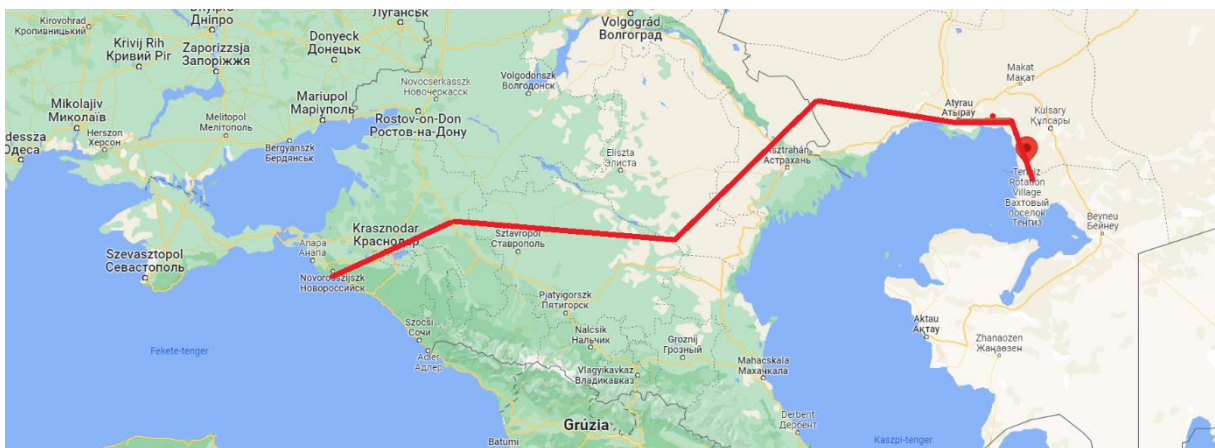 Kirovohrad
Кропивницький
Дніпро
Krivij Rih
Кривий Ріг
Zaporizzsja
Запоріжжя
Mikolajiv
Миколаїв
dessza
Одеса
Herszon
Херсон
Melitopol
Мелітополь
Луганськ
Donyeck
Донецьк
Mariupol
Маріуполь
Bergyanszk
Бердянськ
Novocserkasszk
Новочеркасск
Rostov-on-Don
Ростов-на-Дону
Volgodonszk
Волгодонск
Volgográd
Волгоград
Eliszta
Элиста
Szevasztopol
Севастополь
Anapa
Анапа
Krasznodar
Краснодар
Novorosszijszk
Новороссийск
Sztavropol
Ставрополь
Pjatyigorszk
Пятигорск
Szocsi
Сочи
Adler
Адлер
Nalcsik
Нальчик
Groznij
Грозный
Vlagyikavkaz
Владикавказ
Mahacskala
Махачкала
Derbent
Дербент
Grúzia
Batumi
Fekete-tenger
Kaszpi-tenger
Asztrahán
Астрахань
Atyrau
Атырау
Makat
Мақат
Kulsary
Құлсары
Tengiz
Rotation
Village
Вахтовый
поселок
Тенгиз
Beyneu
Бейнеу
Aktau
Ақтау
Zhanaozen
Жаңаөзен